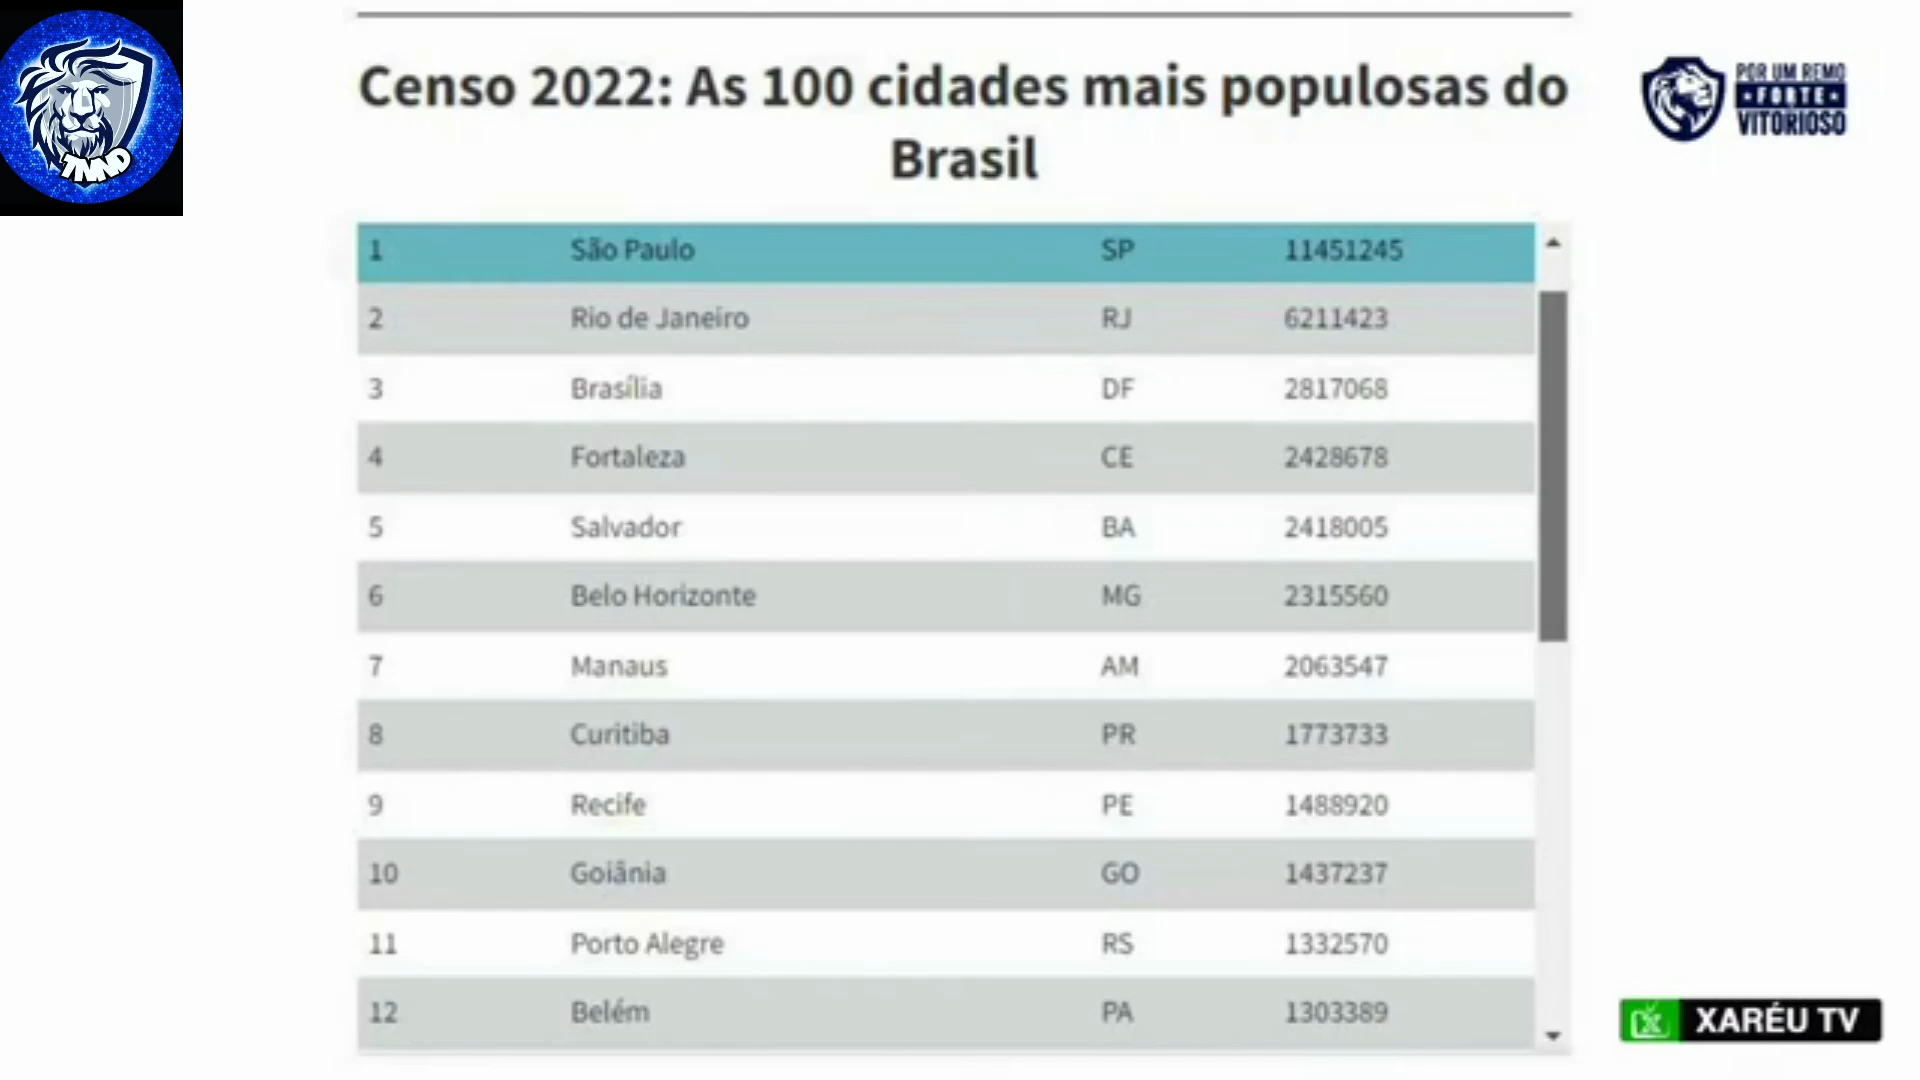 Censo 2022: As 100 cidades mais populosas do
Brasil
POR UM REMO
FORTE
VITORIOSO
1 São Paulo SP 11451245
2 Rio de Janeiro RJ 6211423
3 Brasília DF 2817068
4 Fortaleza CE 2428678
5 Salvador BA 2418005
6 Belo Horizonte MG 2315560
7 Manaus AM 2063547
8 Curitiba PR 1773733
9 Recife PE 1488920
10 Goiânia GO 1437237
11 Porto Alegre RS 1332570
12 Belém PA 1303389
XARÉU TV